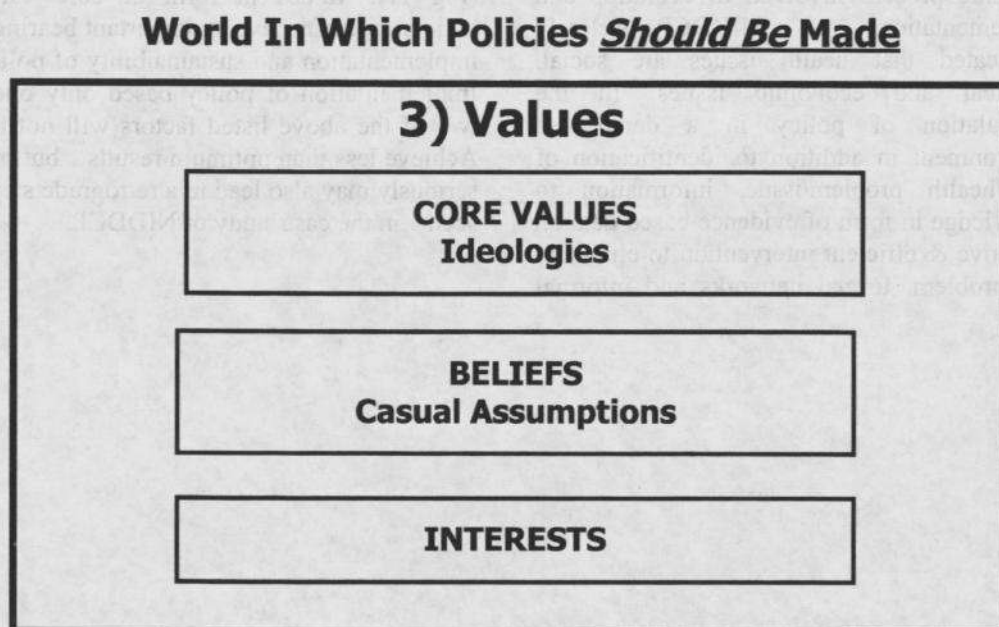 World In Which Policies Should Be Made
3) Values
CORE VALUES
Ideologies
BELIEFS
Casual Assumptions
INTERESTS